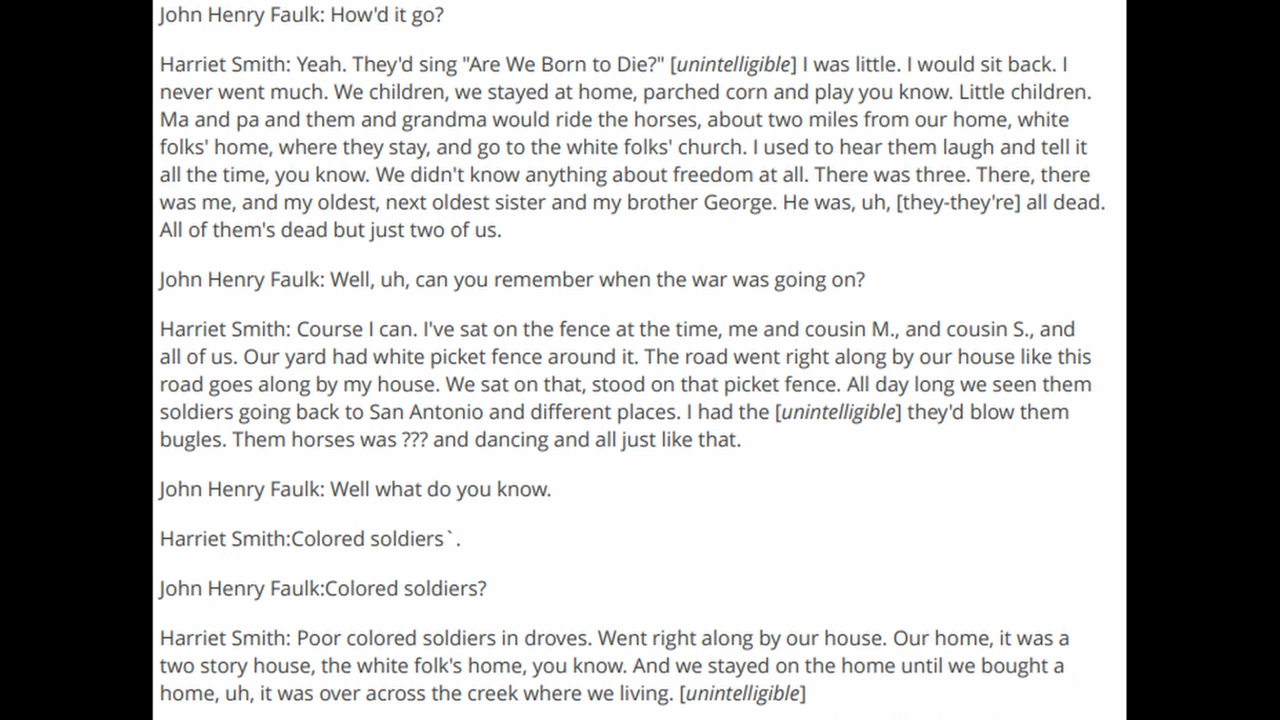 John Henry Faulk: How'd it go?
Harriet Smith: Yeah. They'd sing "Are We Born to Die?" [unintelligible] I was little. I would sit back. I
never went much. We children, we stayed at home, parched corn and play you know. Little children.
Ma and pa and them and grandma would ride the horses, about two miles from our home, white
folks' home, where they stay, and go to the white folks' church. I used to hear them laugh and tell it
all the time, you know. We didn't know anything about freedom at all. There was three. There, there
was me, and my oldest, next oldest sister and my brother George. He was, uh, [they-they're] all dead.
All of them's dead but just two of us.
John Henry Faulk: Well, uh, can you remember when the war was going on?
Harriet Smith: Course I can. I've sat on the fence at the time, me and cousin M., and cousin S., and
all of us. Our yard had white picket fence around it. The road went right along by our house like this
road goes along by my house. We sat on that, stood on that picket fence. All day long we seen them
soldiers going back to San Antonio and different places. I had the [unintelligible] they'd blow them
bugles. Them horses was ??? and dancing and all just like that.
John Henry Faulk: Well what do you know.
Harriet Smith:Colored soldiers`.
John Henry Faulk:Colored soldiers?
Harriet Smith: Poor colored soldiers in droves. Went right along by our house. Our home, it was a
two story house, the white folk's home, you know. And we stayed on the home until we bought a
home, uh, it was over across the creek where we living. [unintelligible]